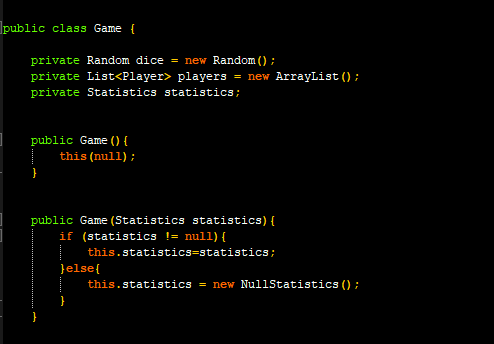 public class Game {
private Random dice = new Random();
private List<Player> players = new ArrayList();
private Statistics statistics;
public Game(){
this(null);
}
public Game(Statistics statistics){
if (statistics != null){
this.statistics=statistics;
}else{
this.statistics = new NullStatistics();
}
}